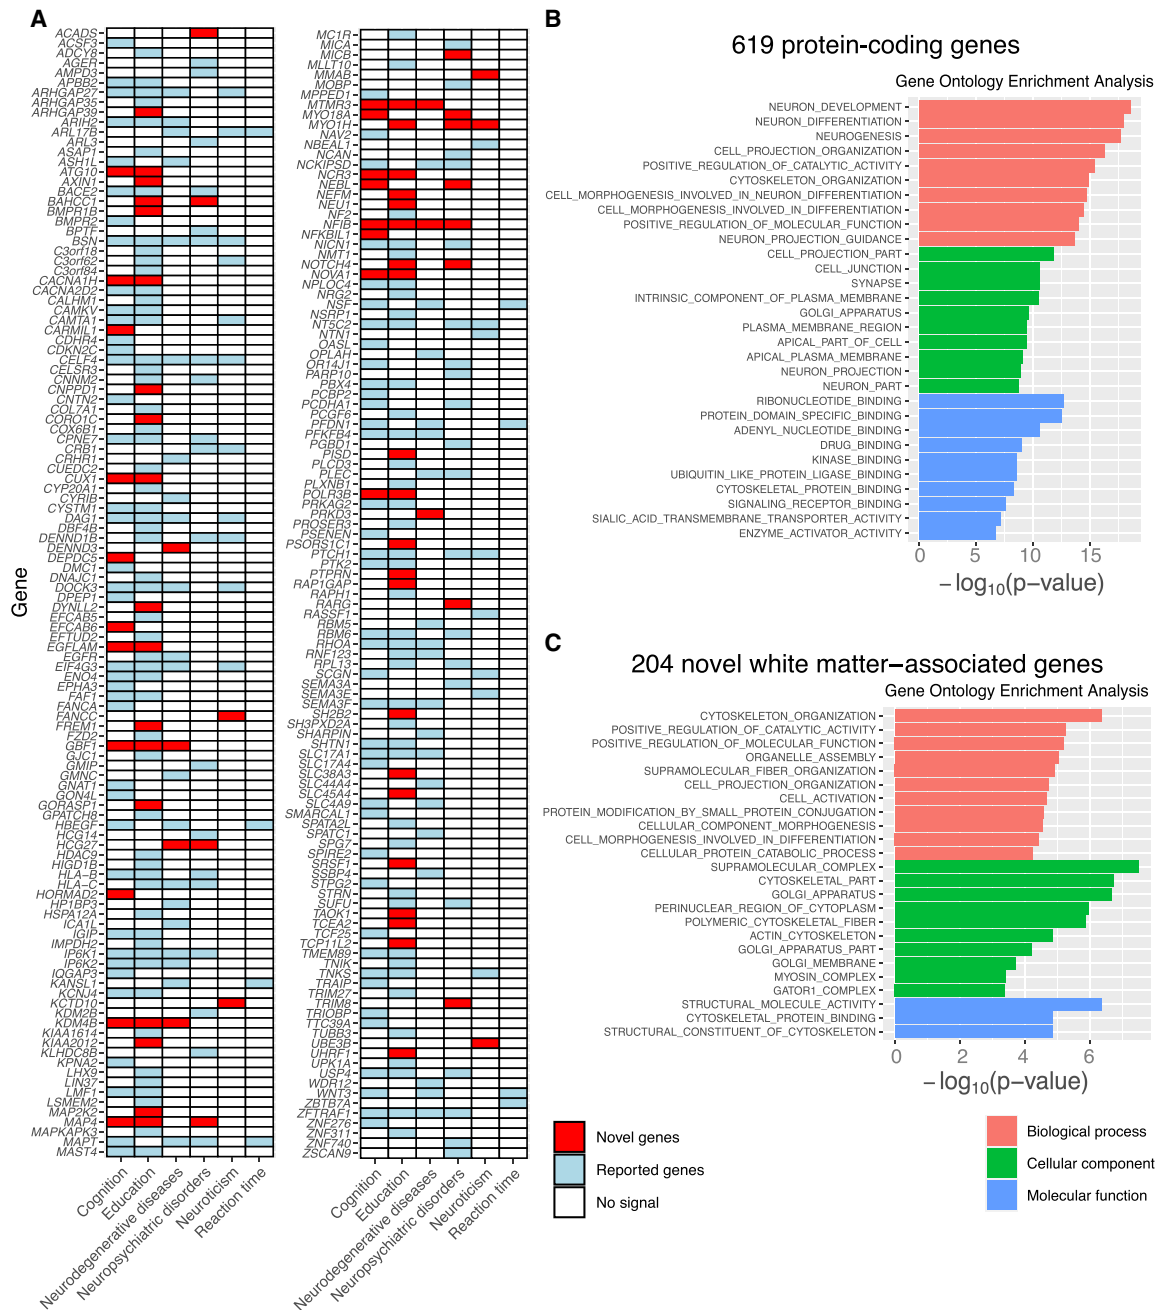 A
Gene
ACADS
ACSF3
ADCY8
AGER
AMPD3
APBB2
ARHGAP27
ARHGAP35
ARHGAP39
ARIH2
ARL17B
ARL3
ASAP1
ASH1L
ATG10
AXIN1
BACE2
BAHCC1
BMPR1B
BMPR2
BPTF
BSN
C3orf18
C3orf62
C3orf84
CACNA1H
CACNA2D2
CALHM1
CAMKV
CAMTA1
CARMIL1
CDHR4
CDKN2C
CELF4
CELSR3
CNNM2
CNPPD1
CNTN2
COL7A1
CORO1C
COX6B1
CPNE7
CRB1
CRHR1
CUEDC2
CUX1
CYP20A1
CYRIB
CYSTM1
DAG1
DBF4B
DENND1B
DENND3
DEPDC5
DMC1
DNAJC1
DOCK3
DPEP1
DYNLL2
EFCAB5
EFCAB6
EFTUD2
EGFLAM
EGFR
EIF4G3
ENO4
EPHA3
FAF1
FANCA
FANCC
FREM1
FZD2
GBF1
GJC1
GMIP
GMNC
GNAT1
GON4L
GORASP1
GPATCH8
HBEGF
HCG14
HCG27
HDAC9
HIGD1B
HLA−B
HLA−C
HORMAD2
HP1BP3
HSPA12A
ICA1L
IGIP
IMPDH2
IP6K1
IP6K2
IQGAP3
KANSL1
KCNJ4
KCTD10
KDM2B
KDM4B
KIAA1614
KIAA2012
KLHDC8B
KPNA2
LHX9
LIN37
LMF1
LSMEM2
MAP2K2
MAP4
MAPKAPK3
MAPT
MAST4
Cognition
Education
Neurodegenerative diseases
Neuropsychiatric disorders
Neuroticism
Reaction time
MC1R
MICA
MICB
MLLT10
MMAB
MOBP
MPPED1
MTMR3
MYO18A
MYO1H
NAV2
NBEAL1
NCAN
NCKIPSD
NCR3
NEBL
NEFM
NEU1
NF2
NFIB
NFKBIL1
NICN1
NMT1
NOTCH4
NOVA1
NPLOC4
NRG2
NSF
NSRP1
NT5C2
NTN1
OASL
OPLAH
OR14J1
PARP10
PBX4
PCBP2
PCDHA1
PCGF6
PFDN1
PFKFB4
PGBD1
PISD
PLCD3
PLEC
PLXNB1
POLR3B
PRKAG2
PRKD3
PROSER3
PSENEN
PSORS1C1
PTCH1
PTK2
PTPRN
RAP1GAP
RAPH1
RARG
RASSF1
RBM5
RBM6
RHOA
RNF123
RPL13
SCGN
SEMA3A
SEMA3E
SEMA3F
SH2B2
SH3PXD2A
SHARPIN
SHTN1
SLC17A1
SLC17A4
SLC38A3
SLC44A4
SLC45A4
SLC4A9
SMARCAL1
SPATA2L
SPATC1
SPG7
SPIRE2
SRSF1
SSBP4
STPG2
STRN
SUFU
TAOK1
TCEA2
TCF25
TCP11L2
TMEM89
TNIK
TNKS
TRAIP
TRIM27
TRIM8
TRIOBP
TTC39A
TUBB3
UBE3B
UHRF1
UPK1A
USP4
WDR12
WNT3
ZBTB7A
ZFTRAF1
ZNF276
ZNF311
ZNF740
ZSCAN9
Cognition
Education
Neurodegenerative diseases
Neuropsychiatric disorders
Neuroticism
Reaction time
Novel genes
Reported genes
No signal
B
619 protein-coding genes
Gene Ontology Enrichment Analysis
NEURON_DEVELOPMENT
NEURON_DIFFERENTIATION
NEUROGENESIS
CELL_PROJECTION_ORGANIZATION
POSITIVE_REGULATION_OF_CATALYTIC_ACTIVITY
CYTOSKELETON_ORGANIZATION
CELL_MORPHOGENESIS_INVOLVED_IN_NEURON_DIFFERENTIATION
CELL_MORPHOGENESIS_INVOLVED_IN_DIFFERENTIATION
POSITIVE_REGULATION_OF_MOLECULAR_FUNCTION
NEURON_PROJECTION_GUIDANCE
CELL_PROJECTION_PART
CELL_JUNCTION
SYNAPSE
INTRINSIC_COMPONENT_OF_PLASMA_MEMBRANE
GOLGI_APPARATUS
PLASMA_MEMBRANE_REGION
APICAL_PART_OF_CELL
APICAL_PLASMA_MEMBRANE
NEURON_PROJECTION
NEURON_PART
RIBONUCLEOTIDE_BINDING
PROTEIN_DOMAIN_SPECIFIC_BINDING
ADENYL_NUCLEOTIDE_BINDING
DRUG_BINDING
KINASE_BINDING
UBIQUITIN_LIKE_PROTEIN_LIGASE_BINDING
CYTOSKELETAL_PROTEIN_BINDING
SIGNALING_RECEPTOR_BINDING
SIALIC_ACID_TRANSMEMBRANE_TRANSPORTER_ACTIVITY
ENZYME_ACTIVATOR_ACTIVITY
0 5 10 15
−log10(p−value)
C
204 novel white matter−associated genes
Gene Ontology Enrichment Analysis
CYTOSKELETON_ORGANIZATION
POSITIVE_REGULATION_OF_CATALYTIC_ACTIVITY
POSITIVE_REGULATION_OF_MOLECULAR_FUNCTION
ORGANELLE_ASSEMBLY
SUPRAMOLECULAR_FIBER_ORGANIZATION
CELL_PROJECTION_ORGANIZATION
CELL_ACTIVATION
PROTEIN_MODIFICATION_BY_SMALL_PROTEIN_CONJUGATION
CELLULAR_COMPONENT_MORPHOGENESIS
CELL_MORPHOGENESIS_INVOLVED_IN_DIFFERENTIATION
CELLULAR_PROTEIN_CATABOLIC_PROCESS
SUPRAMOLECULAR_COMPLEX
CYTOSKELETAL_PART
GOLGI_APPARATUS
PERINUCLEAR_REGION_OF_CYTOPLASM
POLYMERIC_CYTOSKELETAL_FIBER
ACTIN_CYTOSKELETON
GOLGI_APPARATUS_PART
GOLGI_MEMBRANE
MYOSIN_COMPLEX
GATOR1_COMPLEX
STRUCTURAL_MOLECULE_ACTIVITY
CYTOSKELETAL_PROTEIN_BINDING
STRUCTURAL_CONSTITUENT_OF_CYTOSKELETON
0 2 4 6
−log10(p−value)
Biological process
Cellular component
Molecular function